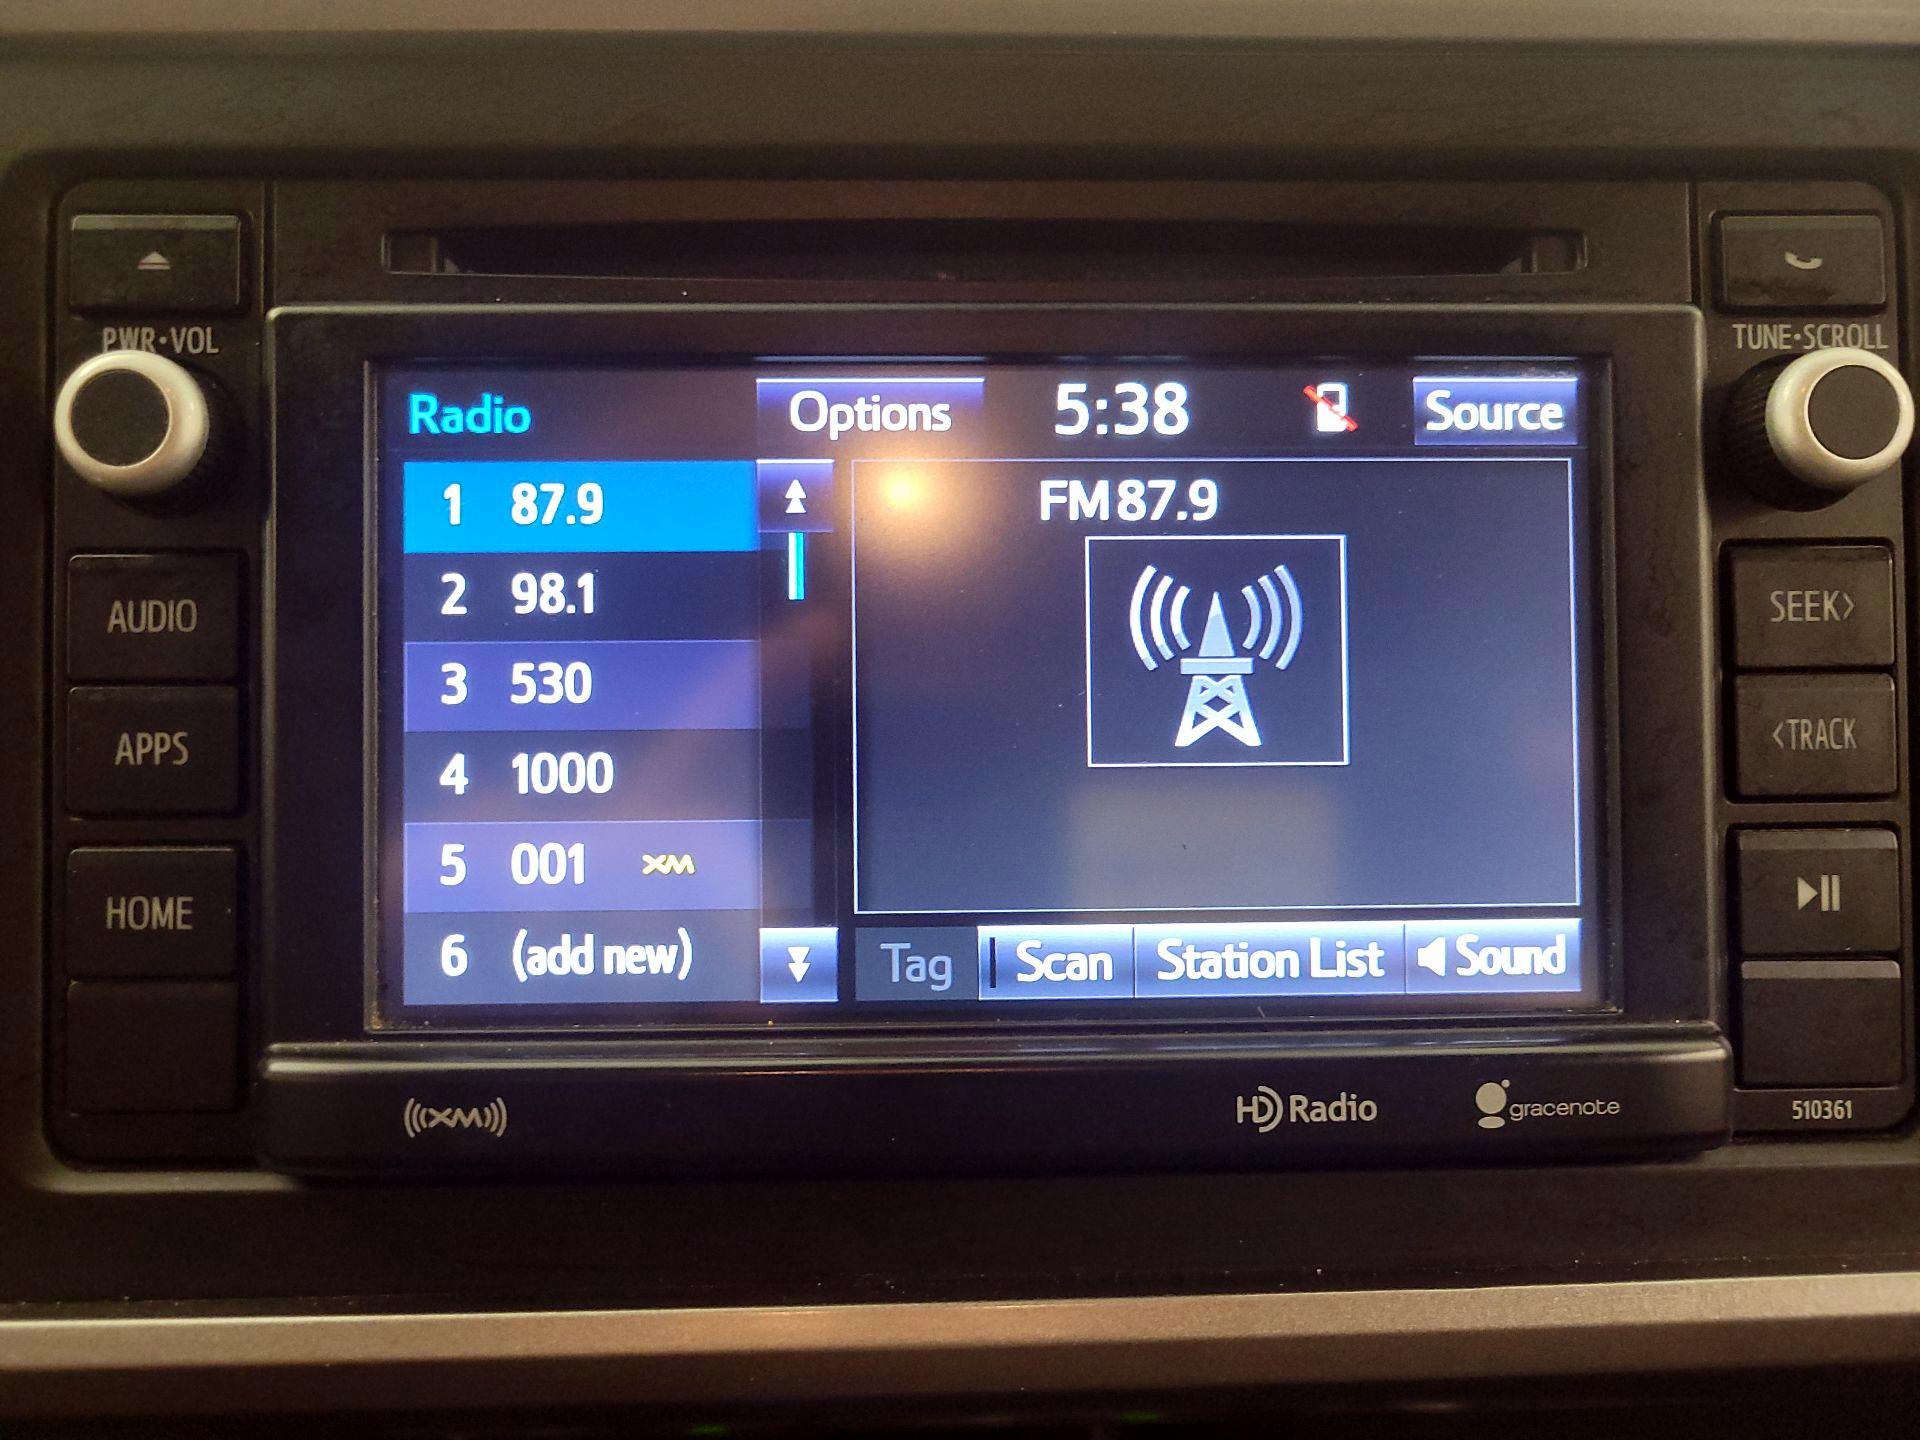 PWR•VOL
TUNE•SCROLL
Radio
Options
5:38
Source
1 87.9
FM 87.9
2 98.1
AUDIO
SEEK>
3 530
APPS
4 1000
<TRACK
5 001 XM
HOME
6 (add new)
Tag
Scan
Station List
Sound
((XM))
HD Radio
gracenote
510361